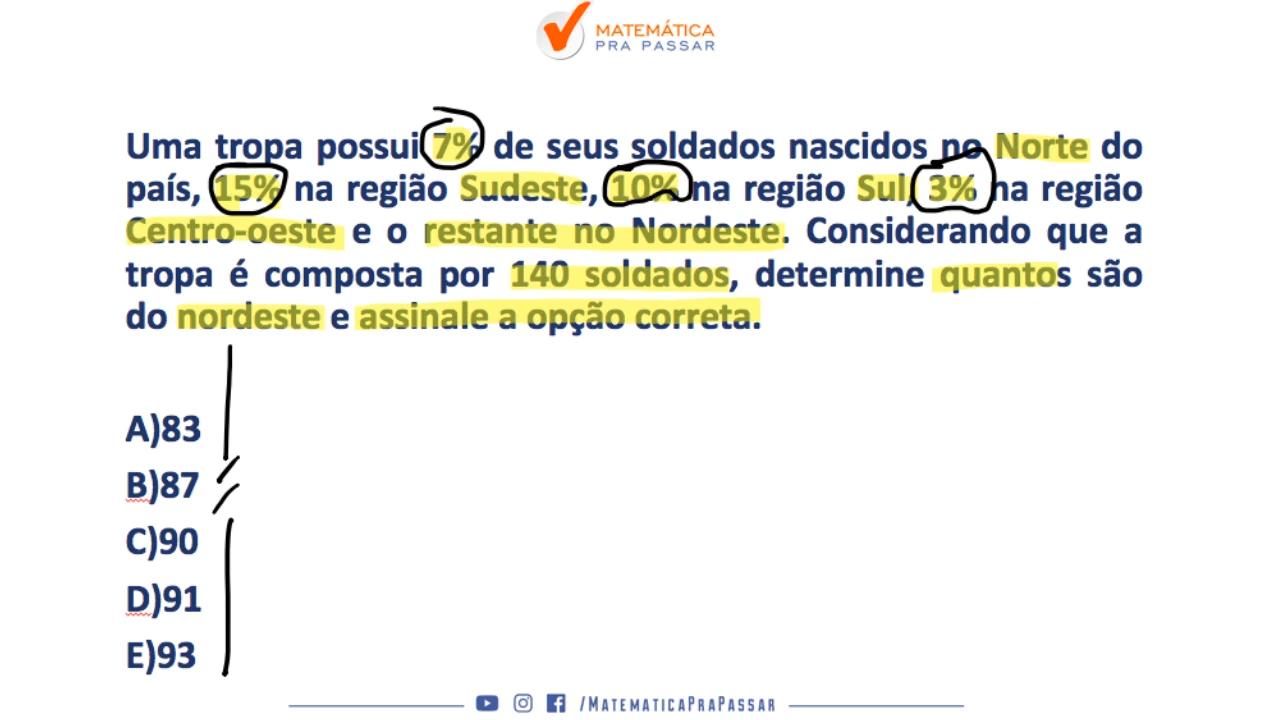 MATEMÁTICA
PRA PASSAR
Uma tropa possui 7% de seus soldados nascidos no Norte do
país, 15% na região Sudeste, 10% na região Sul, 3% na região
Centro-oeste e o restante no Nordeste. Considerando que a
tropa é composta por 140 soldados, determine quantos são
do nordeste e assinale a opção correta.
A)83
B)87
C)90
D)91
E)93
/MATEMATICAPRAPASSAR